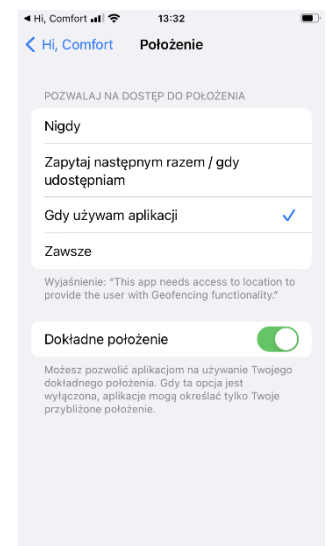 Hi, Comfort 13:32
Hi, Comfort Położenie
POZWALAJ NA DOSTĘP DO POŁOŻENIA
Nigdy
Zapytaj następnym razem / gdy
udostępniam
Gdy używam aplikacji
Zawsze
Wyjaśnienie: "This app needs access to location to
provide the user with Geofencing functionality."
Dokładne położenie
Możesz pozwolić aplikacjom na używanie Twojego
dokładnego położenia. Gdy ta opcja jest
wyłączona, aplikacje mogą określać tylko Twoje
przybliżone położenie.